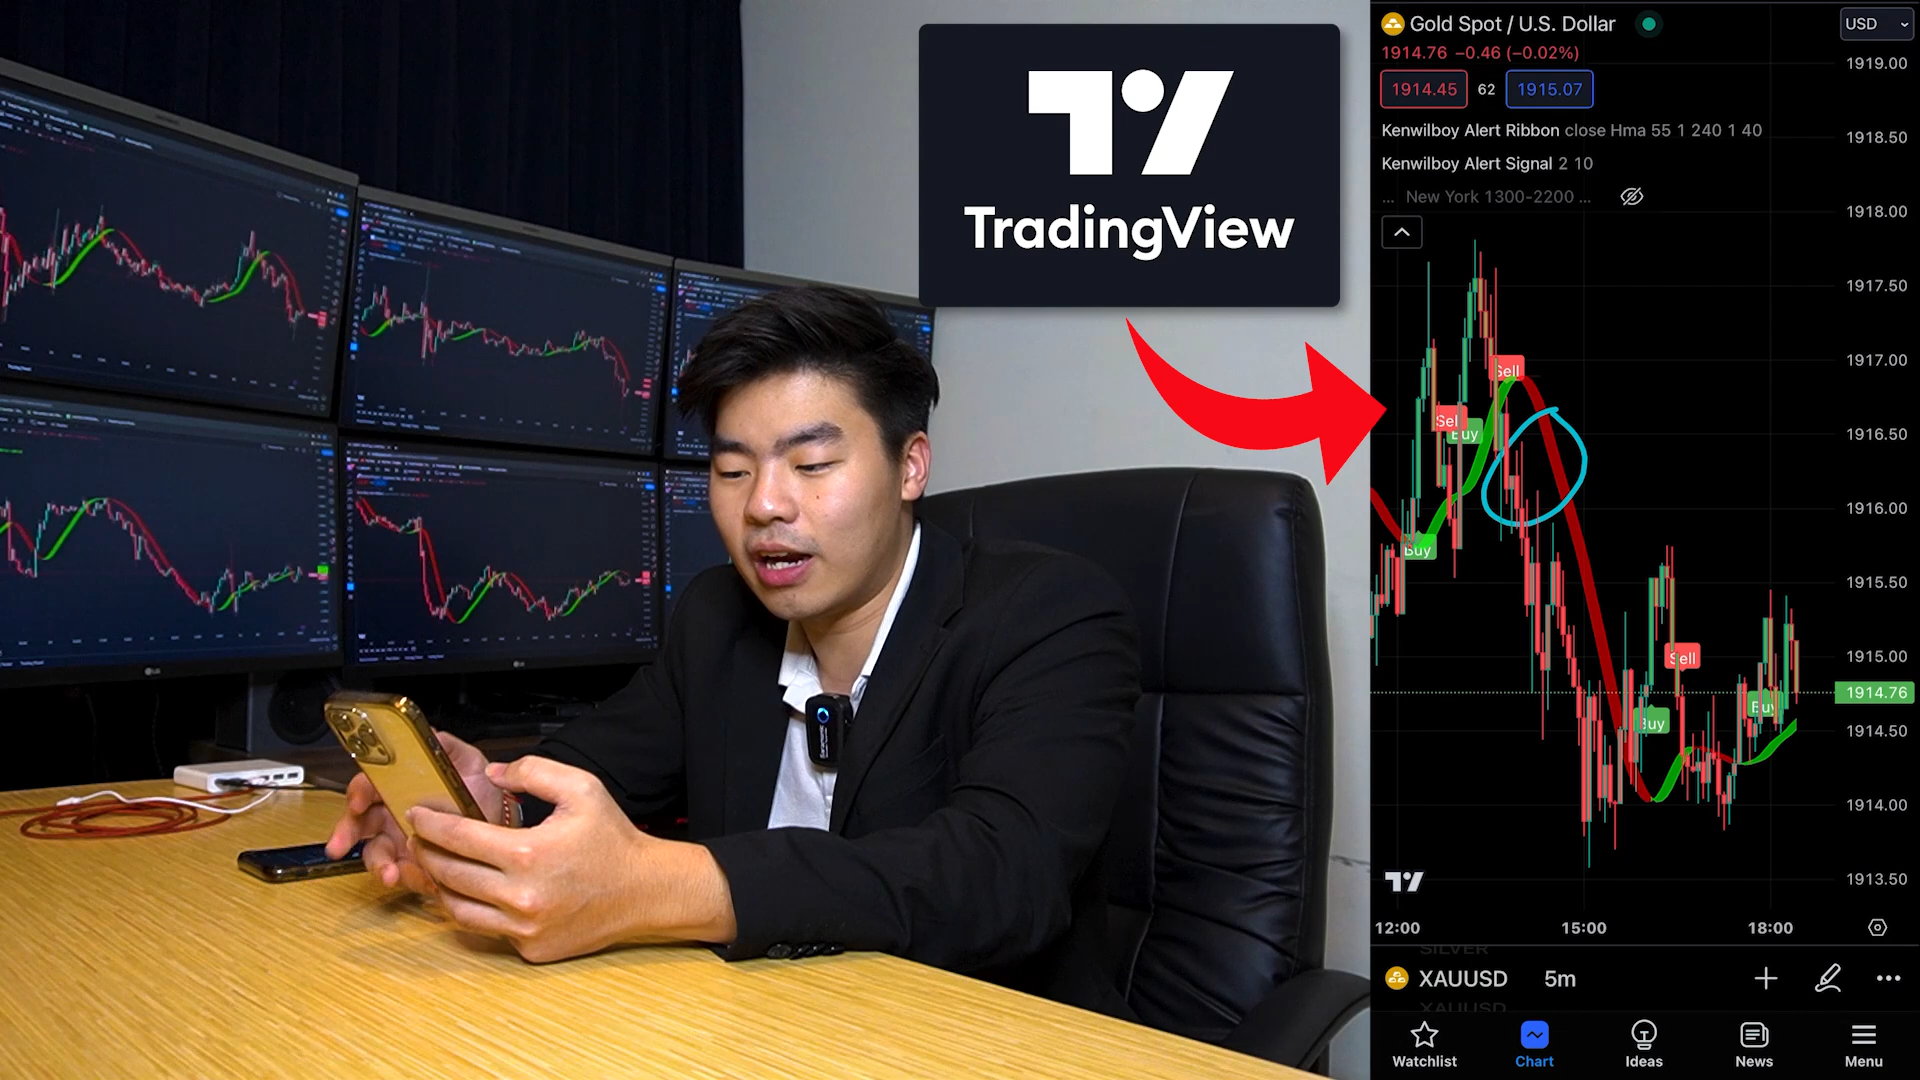 TradingView
Gold Spot / U.S. Dollar
USD
1914.76 −0.46 (−0.02%)
1914.45 62 1915.07
Kenwilboy Alert Ribbon close Hma 55 1 240 1 40
Kenwilboy Alert Signal 2 10
... New York 1300-2200 ...
1919.00
1918.50
1918.00
1917.50
1917.00
1916.50
1916.00
1915.50
1915.00
1914.76
1914.50
1914.00
1913.50
Sell
Sel
Buy
Buy
Sell
Buy
Buy
12:00 15:00 18:00
SILVER
XAUUSD 5m
XAUUSD
Watchlist Chart Ideas News Menu